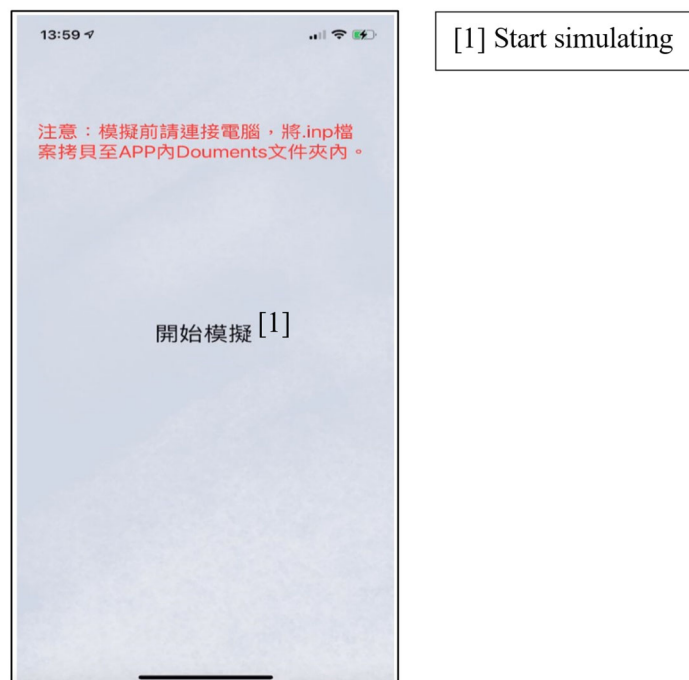 13:59
[1] Start simulating
注意：模擬前請連接電腦，將.inp檔
案拷貝至APP內Douments文件夾內。
開始模擬 [1]